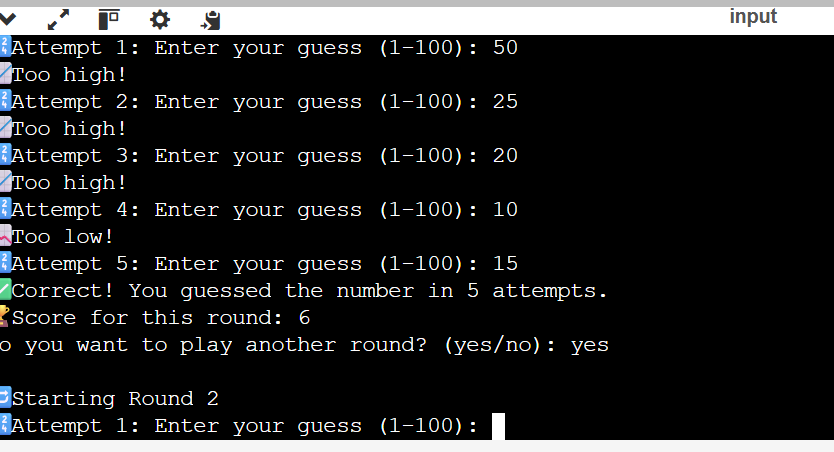 input
🔢Attempt 1: Enter your guess (1-100): 50
📈Too high!
🔢Attempt 2: Enter your guess (1-100): 25
📈Too high!
🔢Attempt 3: Enter your guess (1-100): 20
📈Too high!
🔢Attempt 4: Enter your guess (1-100): 10
📉Too low!
🔢Attempt 5: Enter your guess (1-100): 15
✅Correct! You guessed the number in 5 attempts.
🏆Score for this round: 6
o you want to play another round? (yes/no): yes
🔁Starting Round 2
🔢Attempt 1: Enter your guess (1-100):